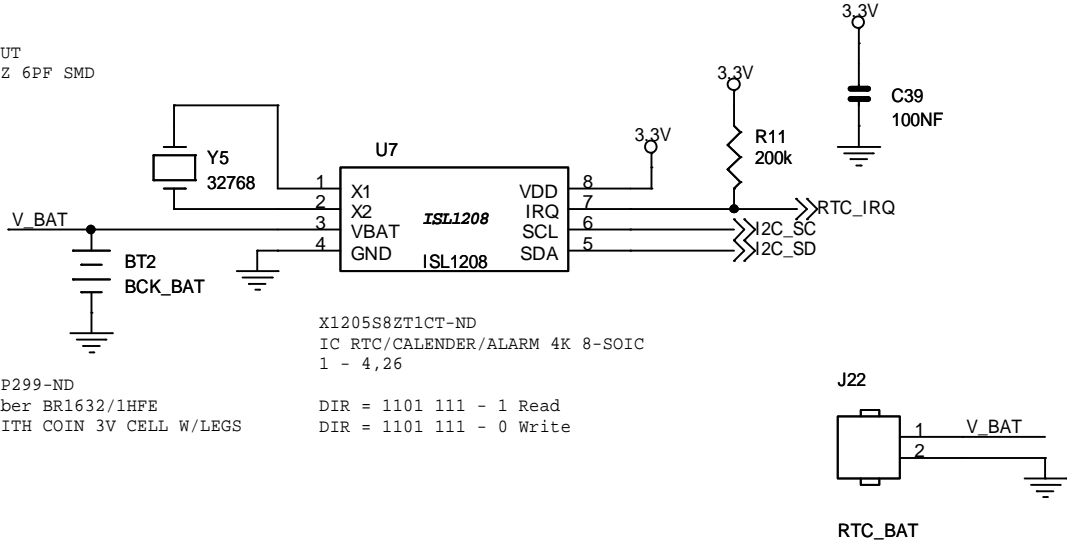 UT
Z 6PF SMD
3.3V
C39
100NF
3.3V
R11
200k
3.3V
Y5
32768
U7
1 X1
2 X2
3 VBAT
4 GND
ISL1208
ISL1208
VDD 8
IRQ 7
SCL 6
SDA 5
RTC_IRQ
I2C_SC
I2C_SD
V_BAT
BT2
BCK_BAT
X1205S8ZT1CT-ND
IC RTC/CALENDER/ALARM 4K 8-SOIC
1 - 4,26
DIR = 1101 111 - 1 Read
DIR = 1101 111 - 0 Write
P299-ND
ber BR1632/1HFE
ITH COIN 3V CELL W/LEGS
J22
1 V_BAT
2
RTC_BAT